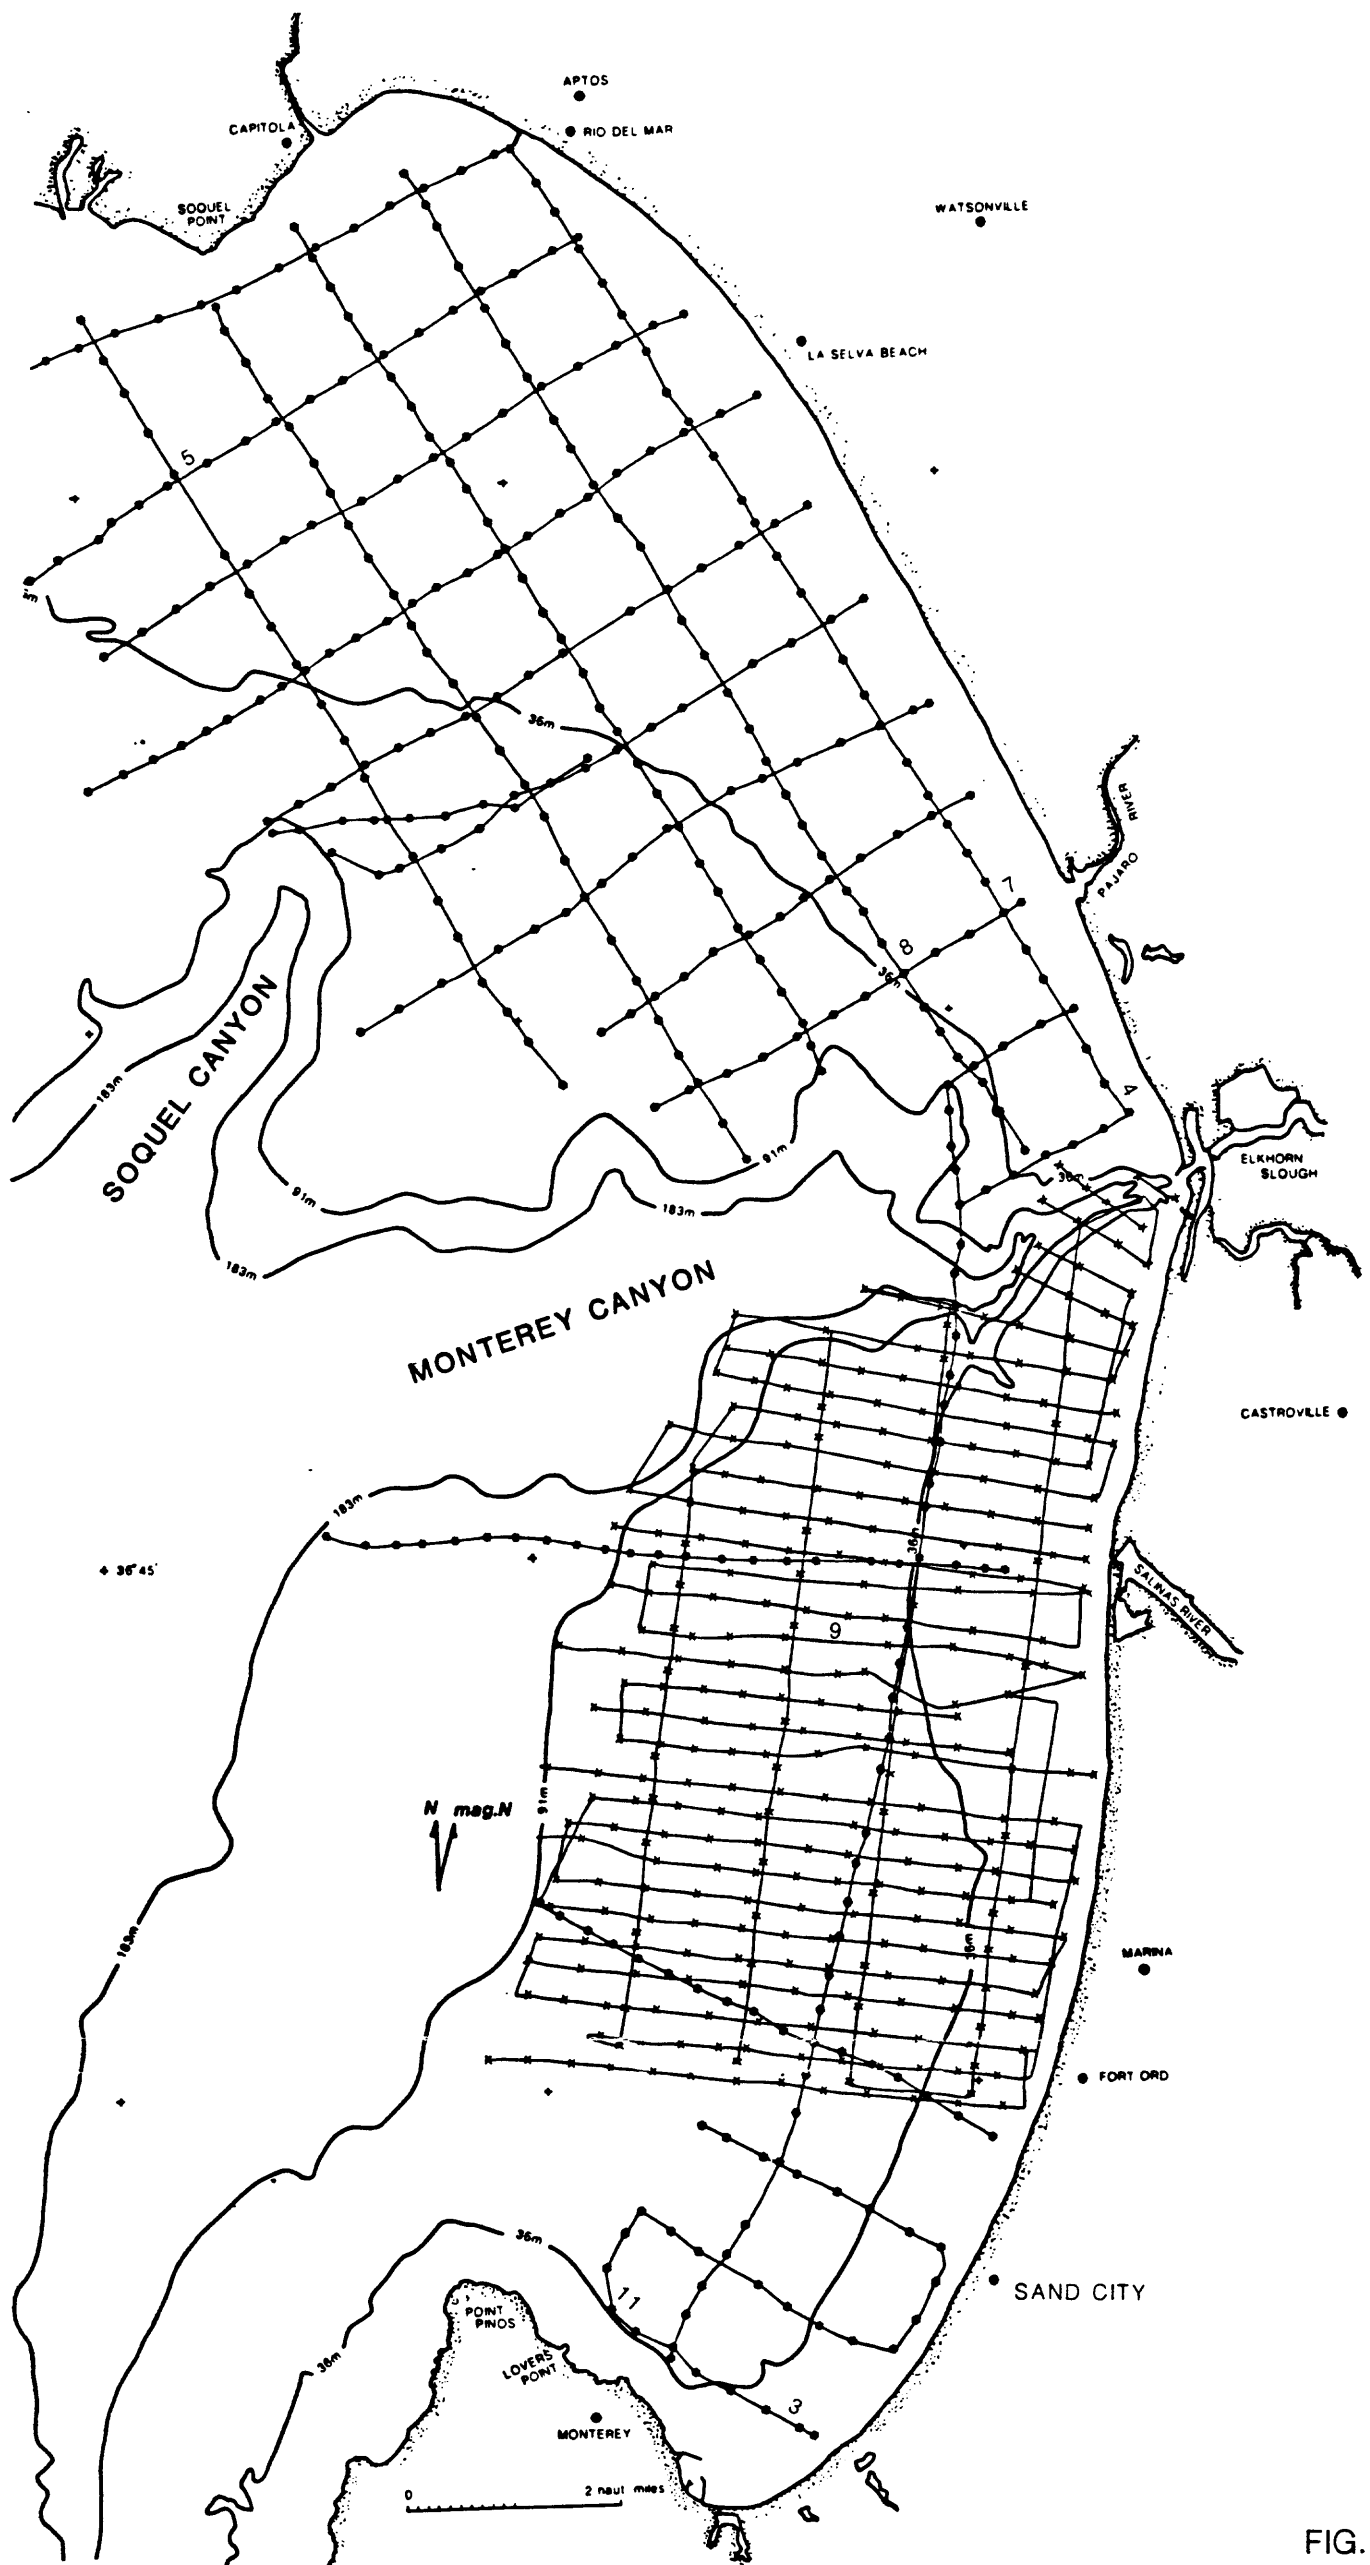 APTOS
CAPITOLA
RIO DEL MAR
SOQUEL
POINT
WATSONVILLE
LA SELVA BEACH
5
36m
RIVER
PAJARO
7
8
36m
SOQUEL CANYON
183m
4
ELKHORN
SLOUGH
91m
36m
91m
183m
183m
MONTEREY CANYON
CASTROVILLE
183m
36m
+ 36°45'
SALINAS RIVER
9
N mag.N
91m
183m
36m
MARINA
FORT ORD
36m
SAND CITY
11
POINT
PINOS
36m
LOVERS
POINT
3
MONTEREY
0 2 naut miles
FIG.